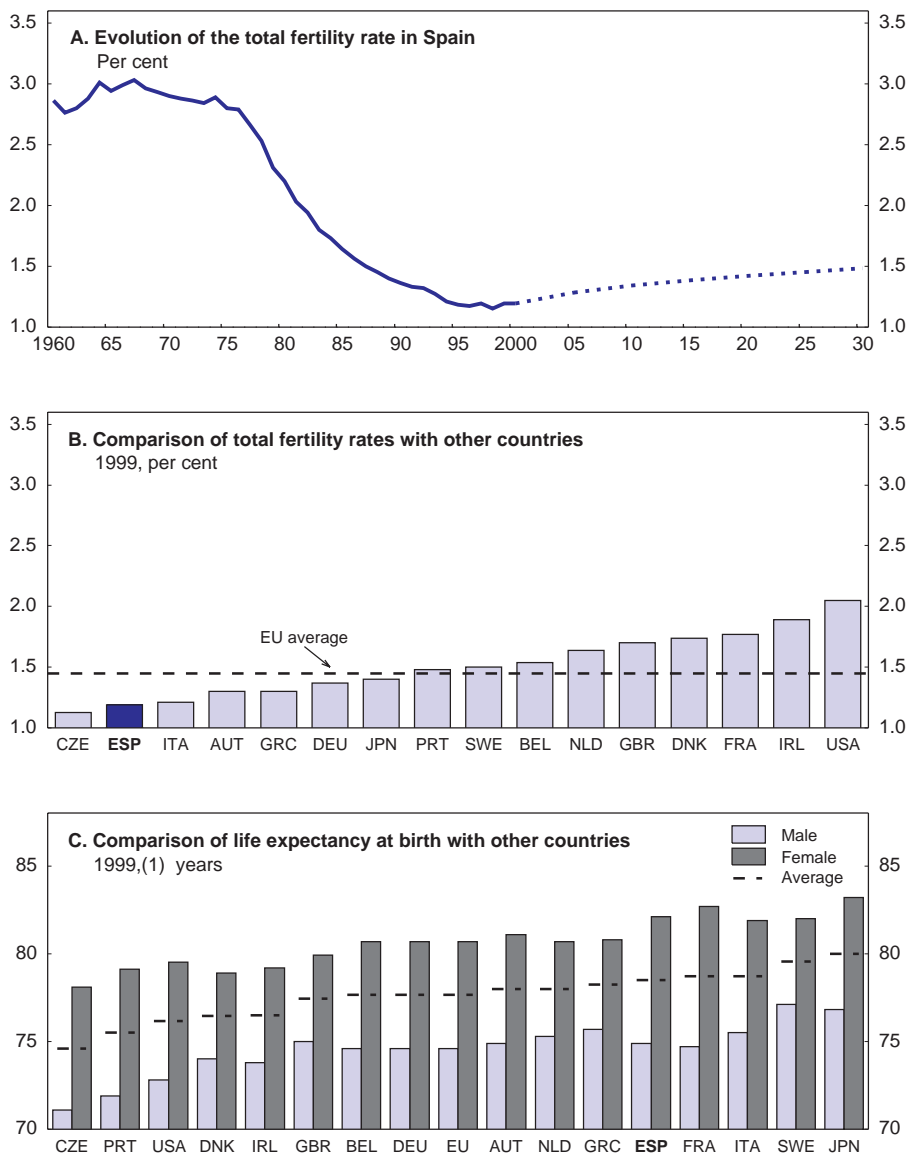 A. Evolution of the total fertility rate in Spain
Per cent
3.5 3.5
3.0 3.0
2.5 2.5
2.0 2.0
1.5 1.5
1.0 1.0
1960 65 70 75 80 85 90 95 2000 05 10 15 20 25 30
B. Comparison of total fertility rates with other countries
1999, per cent
3.5 3.5
3.0 3.0
2.5 2.5
2.0 2.0
EU average
1.5 1.5
1.0 1.0
CZE ESP ITA AUT GRC DEU JPN PRT SWE BEL NLD GBR DNK FRA IRL USA
C. Comparison of life expectancy at birth with other countries
1999,(1) years
Male
Female
Average
85 85
80 80
75 75
70 70
CZE PRT USA DNK IRL GBR BEL DEU EU AUT NLD GRC ESP FRA ITA SWE JPN